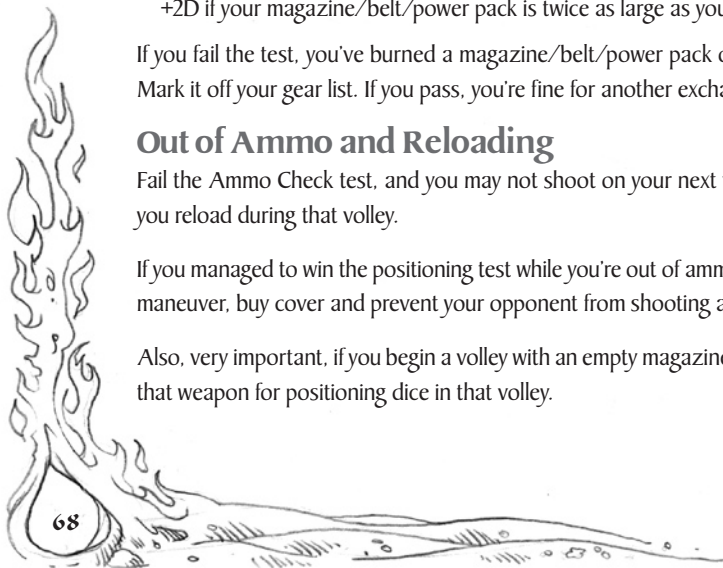 +2D if your magazine/belt/power pack is twice as large as you
If you fail the test, you've burned a magazine/belt/power pack
Mark it off your gear list. If you pass, you're fine for another
Out of Ammo and Reloading
Fail the Ammo Check test, and you may not shoot on your next
you reload during that volley.
If you managed to win the positioning test while you're out of
maneuver, buy cover and prevent your opponent from shooting
Also, very important, if you begin a volley with an empty
that weapon for positioning dice in that volley.
68